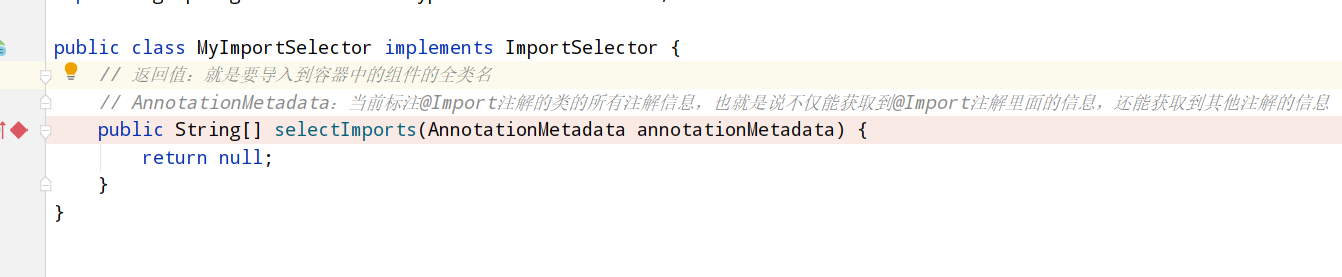 public class MyImportSelector implements ImportSelector {
// 返回值：就是要导入到容器中的组件的全类名
// AnnotationMetadata：当前标注@Import注解的类的所有注解信息，也就是说不仅能获取到@Import注解里面的信息，还能获取到其他注解的信息
public String[] selectImports(AnnotationMetadata annotationMetadata) {
return null;
}
}